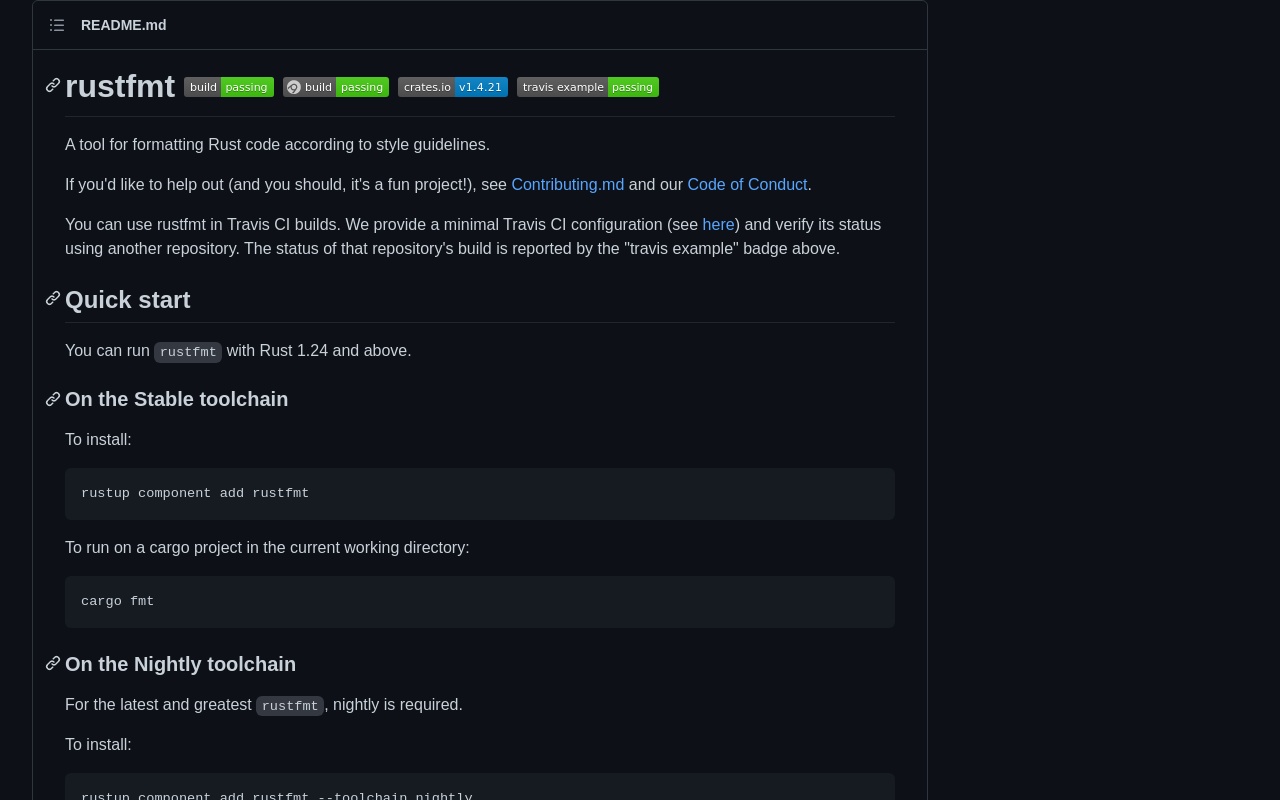 README.md
rustfmt build passing build passing crates.io v1.4.21 travis example passing
A tool for formatting Rust code according to style guidelines.
If you'd like to help out (and you should, it's a fun project!), see Contributing.md and our Code of Conduct.
You can use rustfmt in Travis CI builds. We provide a minimal Travis CI configuration (see here) and verify its status
using another repository. The status of that repository's build is reported by the "travis example" badge above.
Quick start
You can run rustfmt with Rust 1.24 and above.
On the Stable toolchain
To install:
rustup component add rustfmt
To run on a cargo project in the current working directory:
cargo fmt
On the Nightly toolchain
For the latest and greatest rustfmt, nightly is required.
To install:
rustup component add rustfmt --toolchain nightly